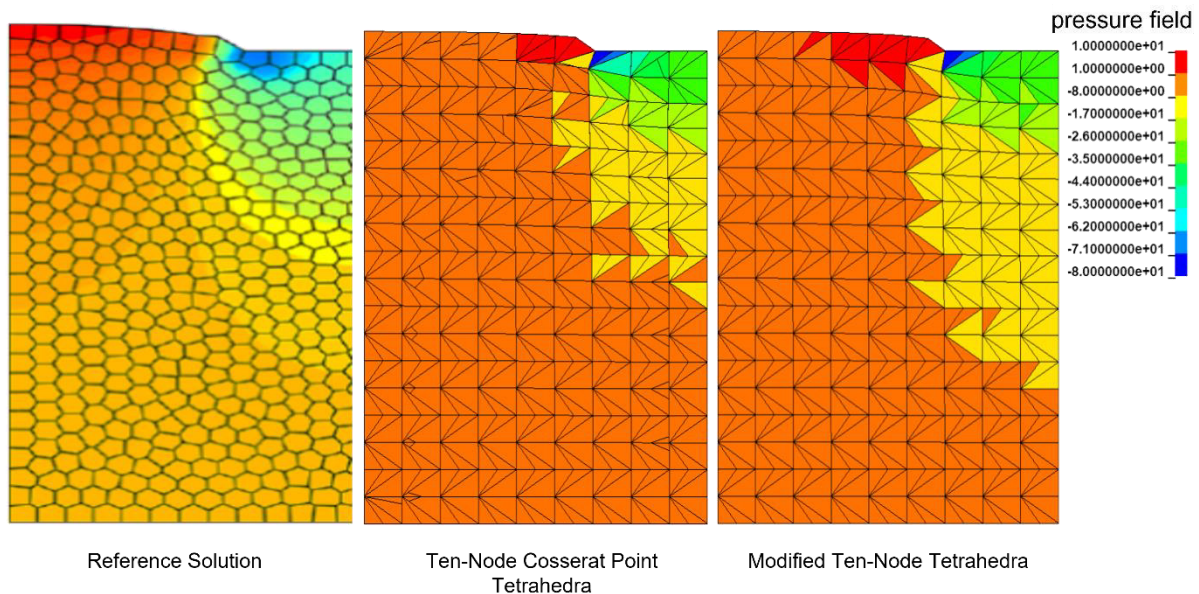 pressure field
1.0000000e+01
1.0000000e+00
-8.0000000e+00
-1.7000000e+01
-2.6000000e+01
-3.5000000e+01
-4.4000000e+01
-5.3000000e+01
-6.2000000e+01
-7.1000000e+01
-8.0000000e+01
Reference Solution
Ten-Node Cosserat Point
Tetrahedra
Modified Ten-Node Tetrahedra